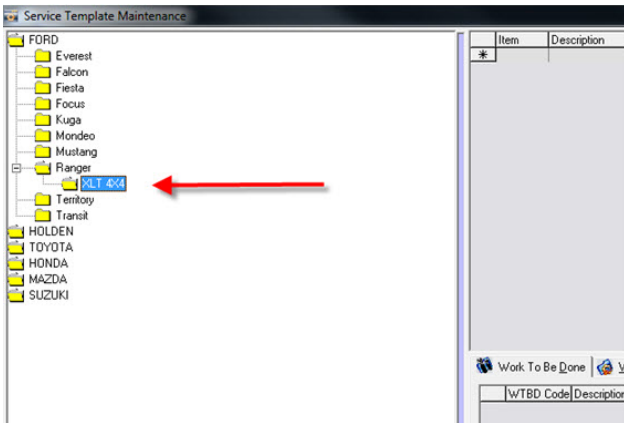 Service Template Maintenance
FORD
Everest
Falcon
Fiesta
Focus
Kuga
Mondeo
Mustang
Ranger
XLT 4X4
Territory
Transit
HOLDEN
TOYOTA
HONDA
MAZDA
SUZUKI
Item Description
Work To Be Done V
WTBD Code Description